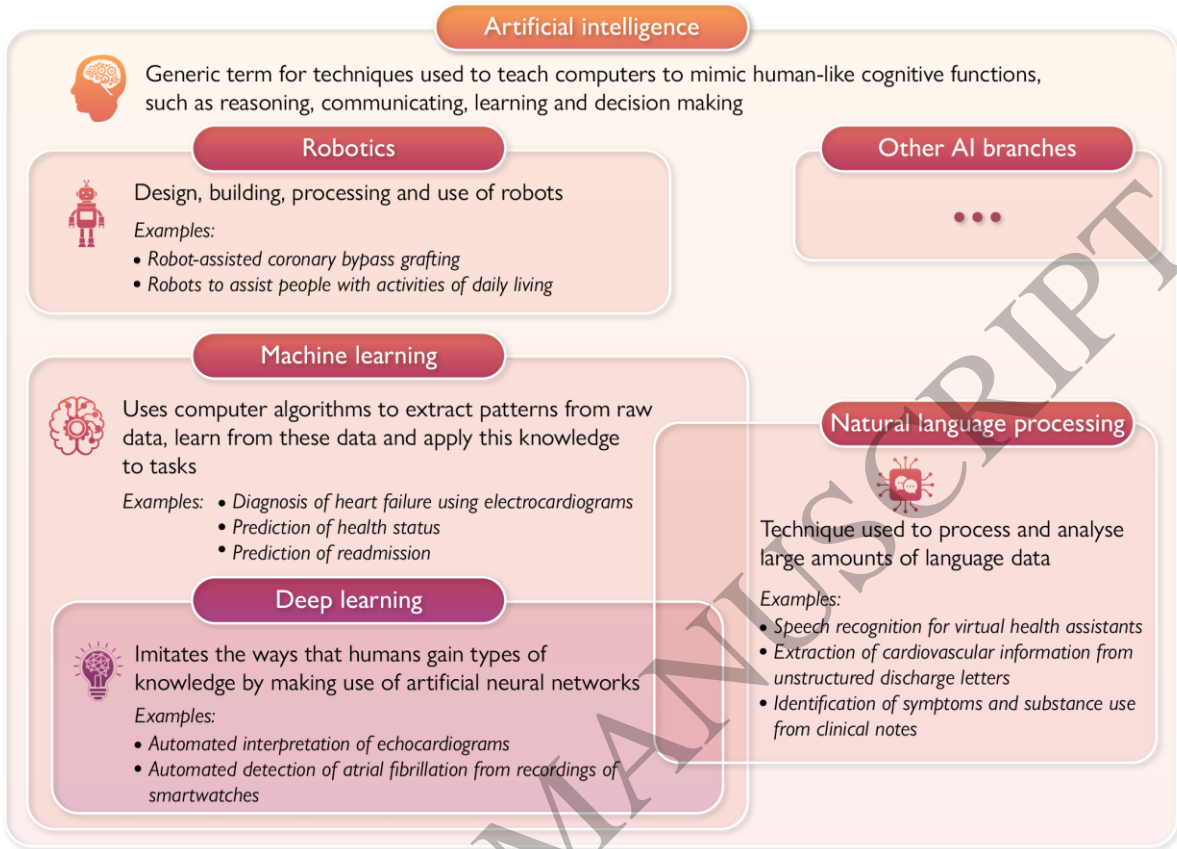 Artificial intelligence
Generic term for techniques used to teach computers to mimic human-like cognitive functions,
such as reasoning, communicating, learning and decision making
Robotics
Design, building, processing and use of robots
Examples:
• Robot-assisted coronary bypass grafting
• Robots to assist people with activities of daily living
Other AI branches
•••
Machine learning
Uses computer algorithms to extract patterns from raw
data, learn from these data and apply this knowledge
to tasks
Examples: • Diagnosis of heart failure using electrocardiograms
• Prediction of health status
• Prediction of readmission
Deep learning
Imitates the ways that humans gain types of
knowledge by making use of artificial neural networks
Examples:
• Automated interpretation of echocardiograms
• Automated detection of atrial fibrillation from recordings of
smartwatches
Natural language processing
Technique used to process and analyse
large amounts of language data
Examples:
• Speech recognition for virtual health assistants
• Extraction of cardiovascular information from
unstructured discharge letters
• Identification of symptoms and substance use
from clinical notes
MANUSCRIPT